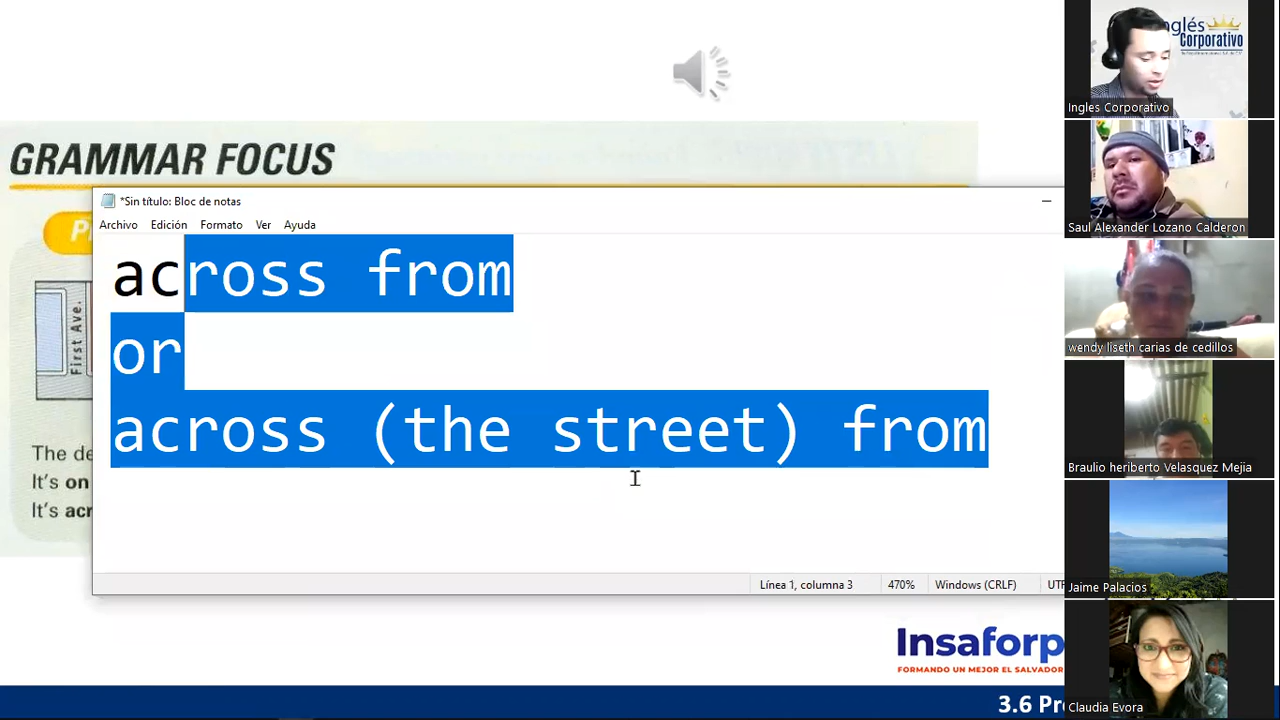 GRAMMAR FOCUS
*Sin título: Bloc de notas
Archivo Edición Formato Ver Ayuda
across from
or
across (the street) from
First Ave.
The de
It's on
It's acr
Línea 1, columna 3 470% Windows (CRLF) UTF
Insaforp
FORMANDO UN MEJOR EL SALVADOR
3.6 Pr
Inglés
Corporativo
Ingles Corporativo
Saul Alexander Lozano Calderon
wendy liseth carias de cedillos
Braulio heriberto Velasquez Mejia
Jaime Palacios
Claudia Evora